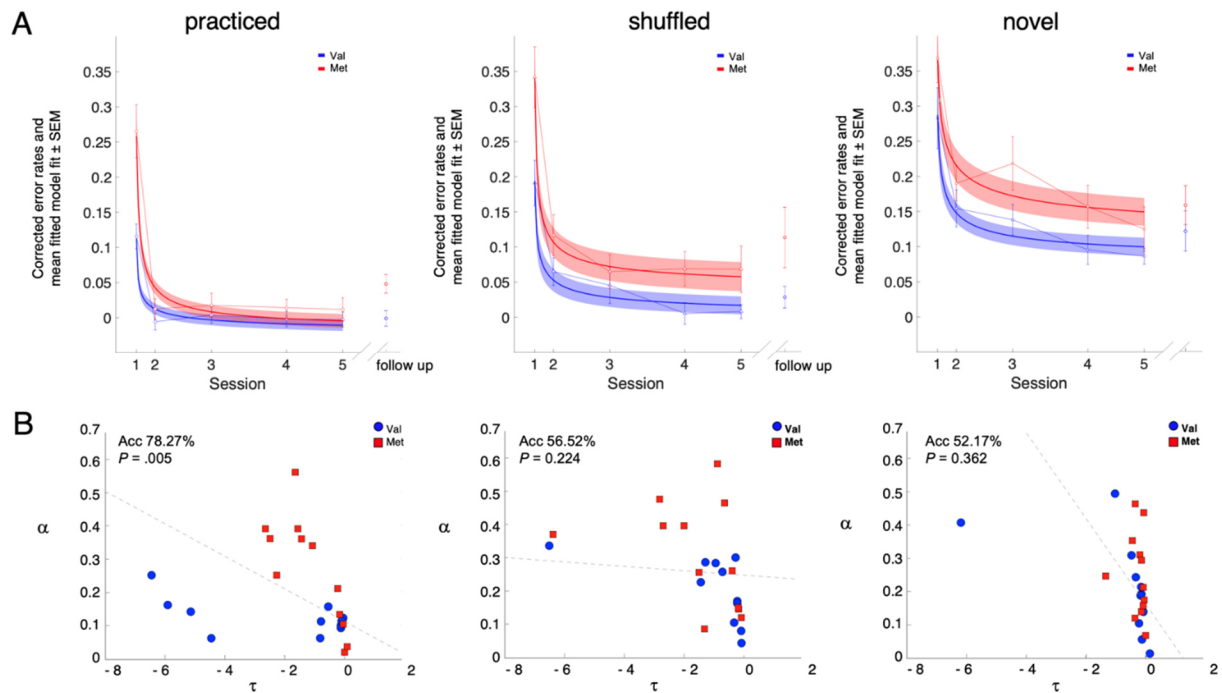 A
practiced
Corrected error rates and
mean fitted model fit ± SEM
0.35
0.3
0.25
0.2
0.15
0.1
0.05
0
Val
Met
1 2 3 4 5 follow up
Session
shuffled
Corrected error rates and
mean fitted model fit ± SEM
0.35
0.3
0.25
0.2
0.15
0.1
0.05
0
Val
Met
1 2 3 4 5 follow up
Session
novel
Corrected error rates and
mean fitted model fit ± SEM
0.35
0.3
0.25
0.2
0.15
0.1
0.05
0
Val
Met
1 2 3 4 5 follow up
Session
B
Acc 78.27%
P = .005
Val
Met
α
0.7
0.6
0.5
0.4
0.3
0.2
0.1
0
- 8 - 6 - 4 - 2 0 2
τ
Acc 56.52%
P = 0.224
Val
Met
α
0.7
0.6
0.5
0.4
0.3
0.2
0.1
0
- 8 - 6 - 4 - 2 0 2
τ
Acc 52.17%
P = 0.362
Val
Met
α
0.7
0.6
0.5
0.4
0.3
0.2
0.1
0
- 8 - 6 - 4 - 2 0 2
τ